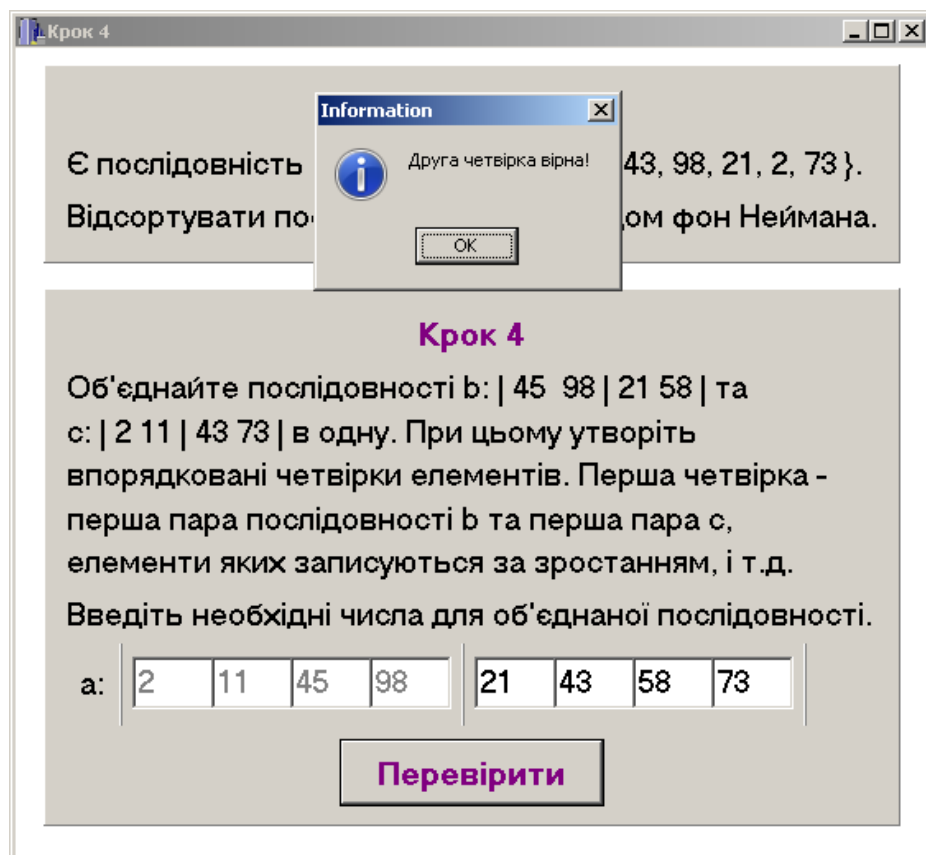 Крок 4
Information
Друга четвірка вірна!
OK
Є послідовність 43, 98, 21, 2, 73 }.
Відсортувати фон Неймана.
Крок 4
Об'єднайте послідовності b: | 45 98 | 21 58 | та
c: | 2 11 | 43 73 | в одну. При цьому утворіть
впорядковані четвірки елементів. Перша четвірка -
перша пара послідовності b та перша пара c,
елементи яких записуються за зростанням, і т.д.
Введіть необхідні числа для об'єднаної послідовності.
a: 2 11 45 98 21 43 58 73
Перевірити